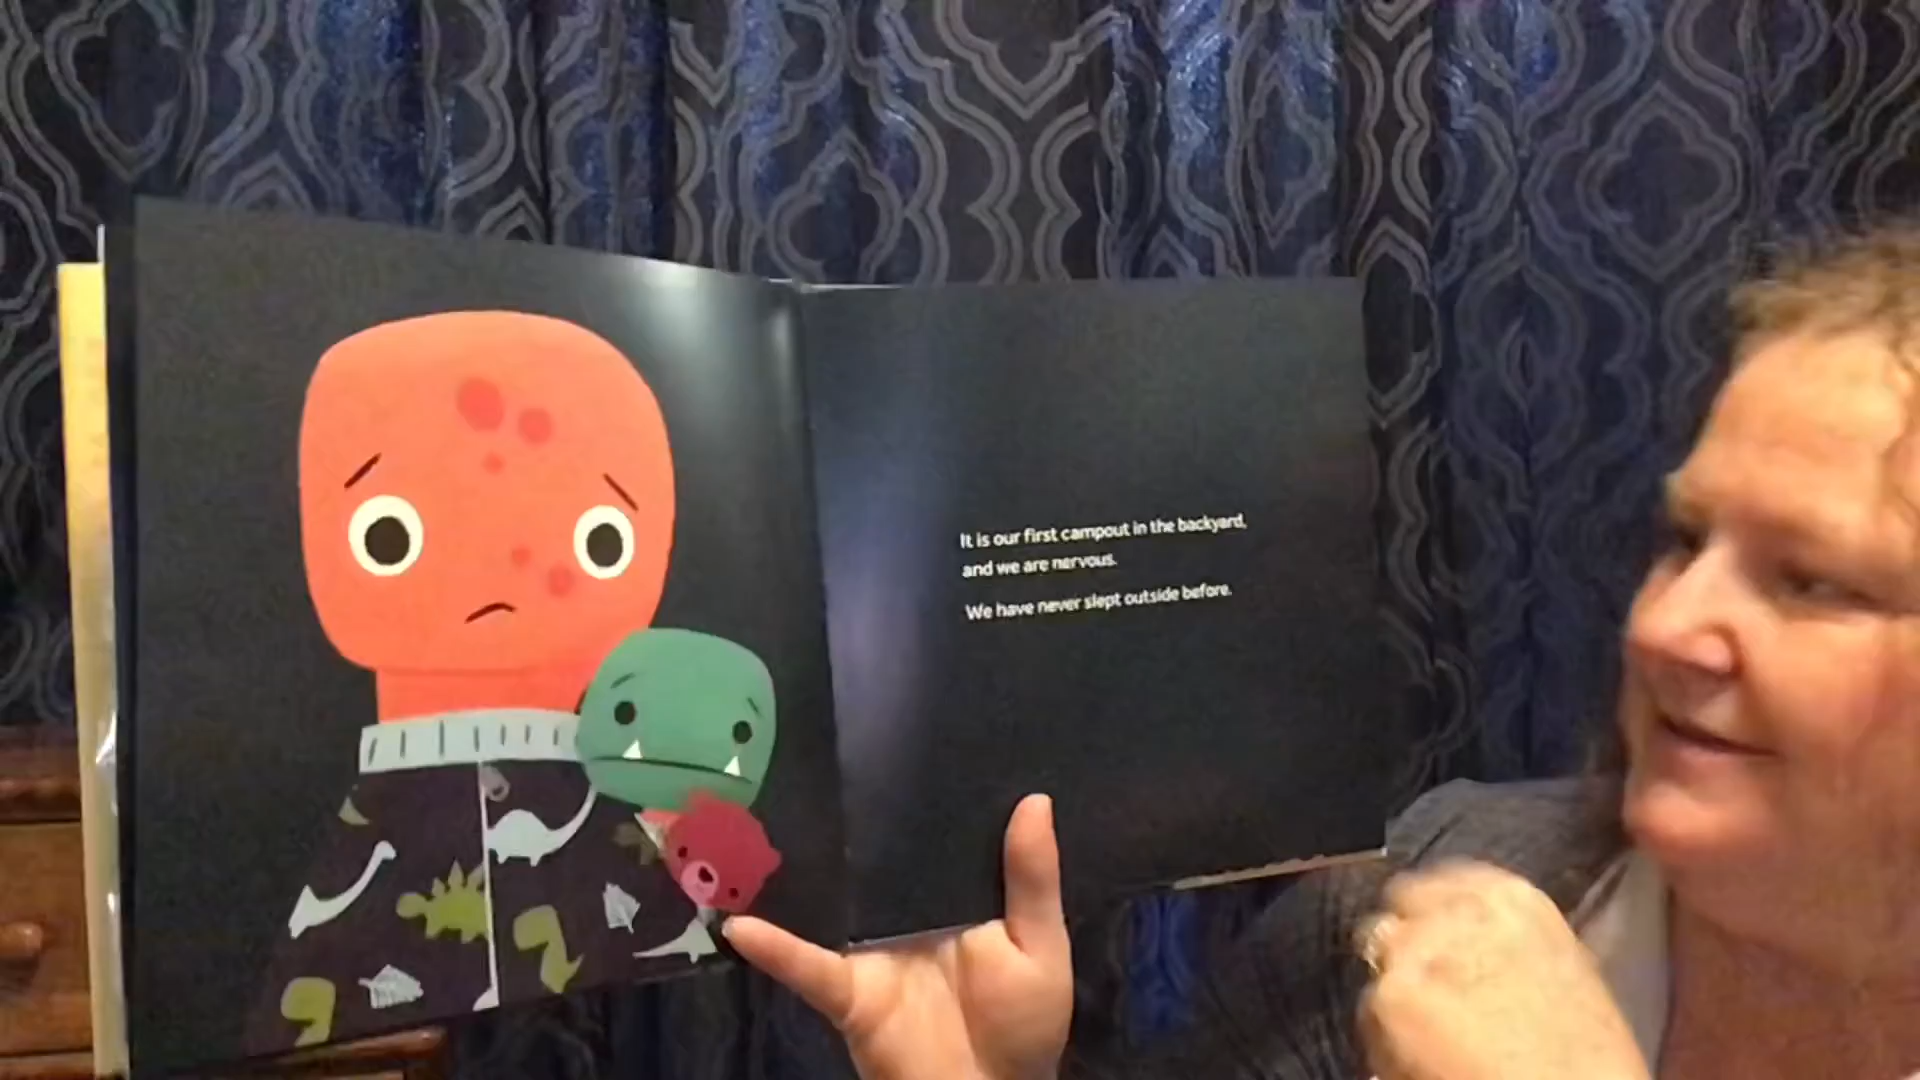 It is our first campout in the backyard,
and we are nervous.
We have never slept outside before.